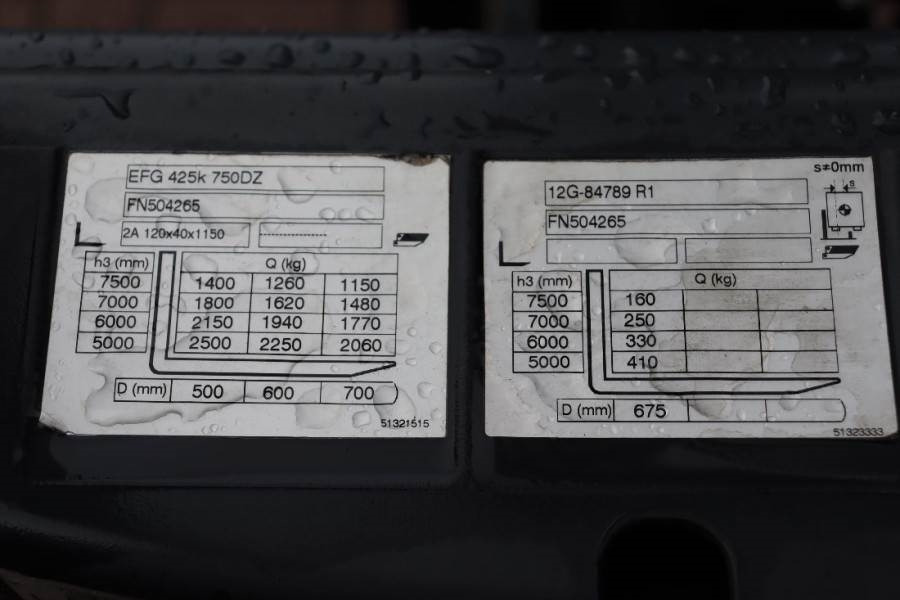 EFG 425k 750DZ
FN504265
2A 120x40x1150 --------------
h3 (mm) Q (kg)
7500 1400 1260 1150
7000 1800 1620 1480
6000 2150 1940 1770
5000 2500 2250 2060
D (mm) 500 600 700
51321515
s≠0mm
12G-84789 R1
s
FN504265
h3 (mm) Q (kg)
7500 160
7000 250
6000 330
5000 410
D (mm) 675
51323333